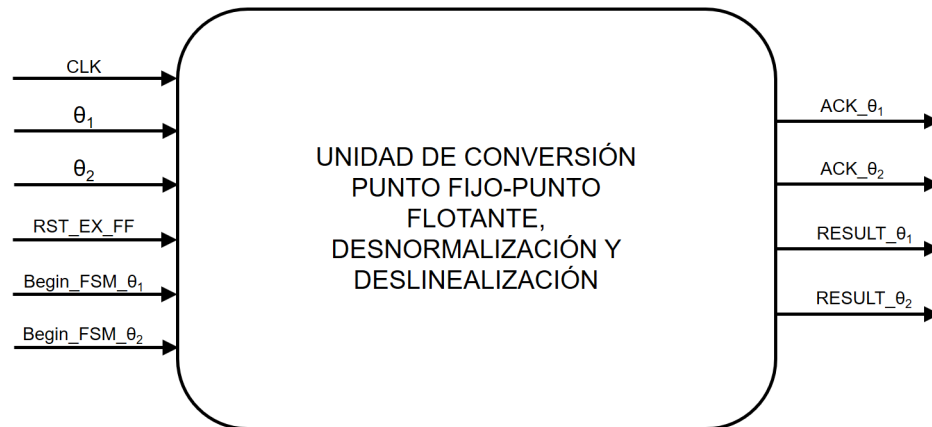 CLK
θ₁
θ₂
RST_EX_FF
Begin_FSM_θ₁
Begin_FSM_θ₂
UNIDAD DE CONVERSIÓN
PUNTO FIJO-PUNTO
FLOTANTE,
DESNORMALIZACIÓN Y
DESLINEALIZACIÓN
ACK_θ₁
ACK_θ₂
RESULT_θ₁
RESULT_θ₂